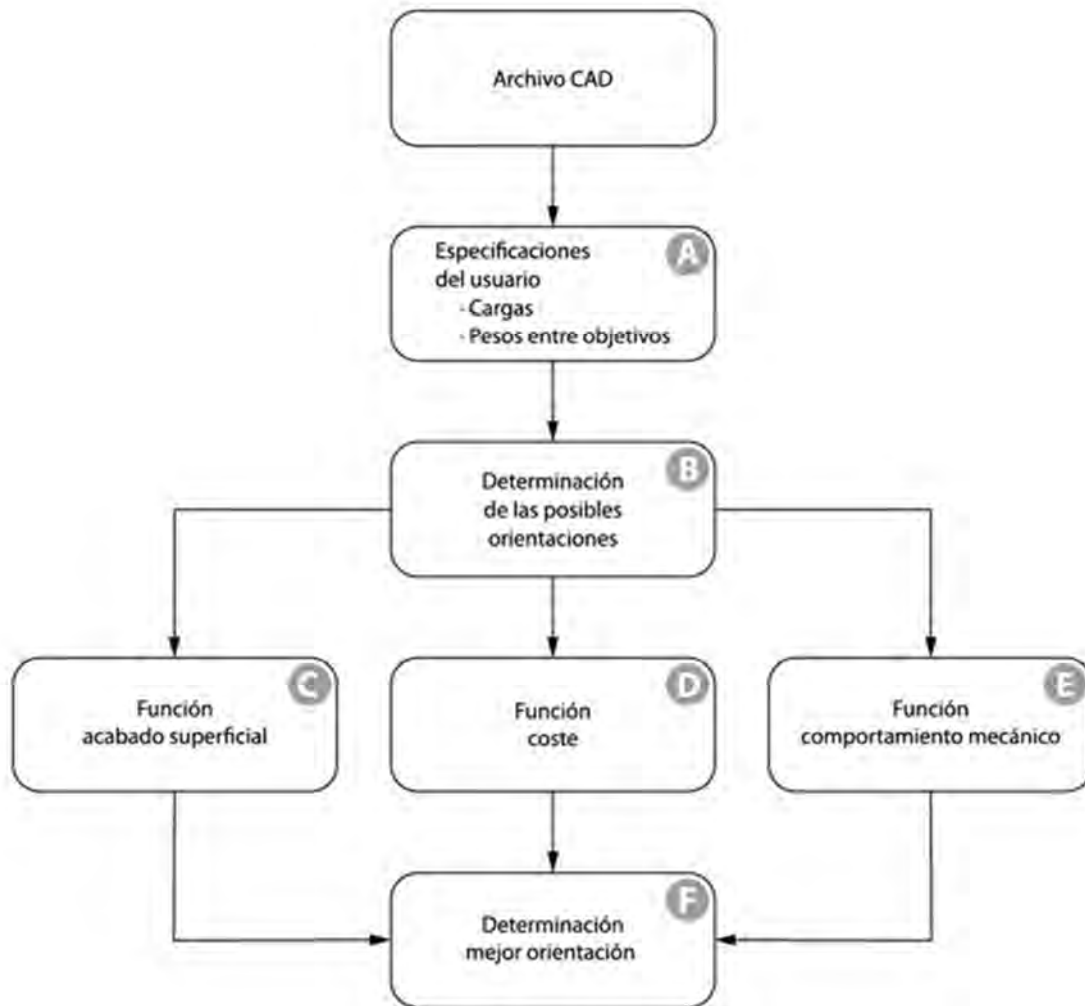 Archivo CAD
A
Especificaciones
del usuario
- Cargas
- Pesos entre objetivos
B
Determinación
de las posibles
orientaciones
C
Función
acabado superficial
D
Función
coste
E
Función
comportamiento mecánico
F
Determinación
mejor orientación